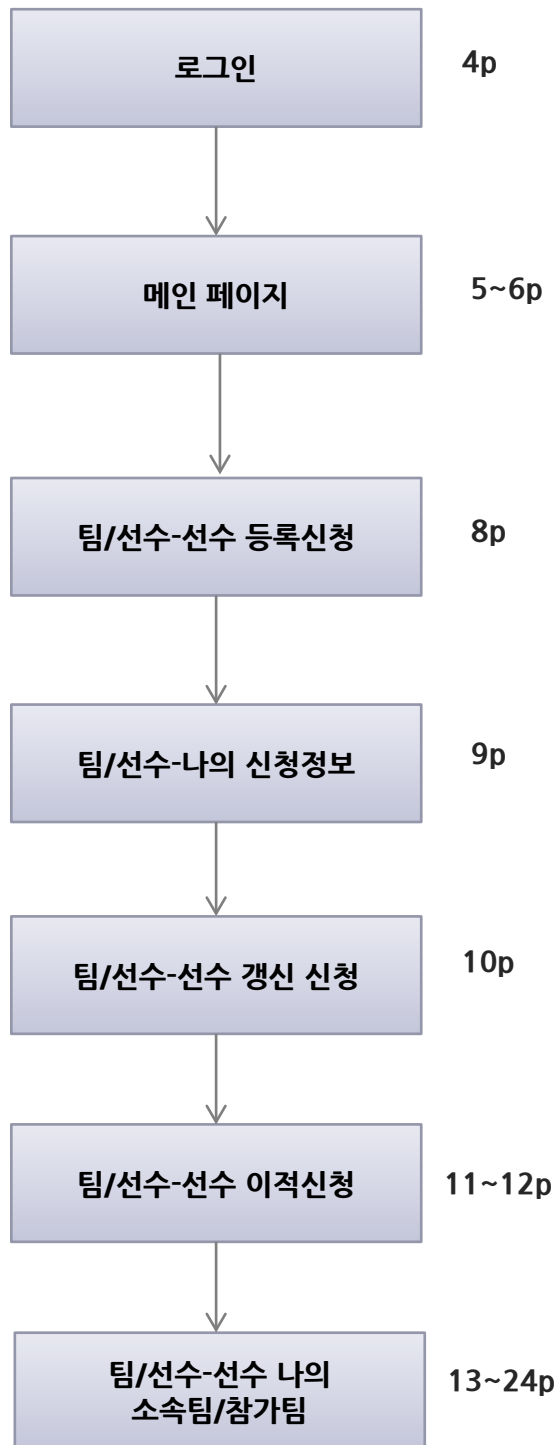 로그인
4p
메인 페이지
5~6p
팀/선수-선수 등록신청
8p
팀/선수-나의 신청정보
9p
팀/선수-선수 갱신 신청
10p
팀/선수-선수 이적신청
11~12p
팀/선수-선수 나의
소속팀/참가팀
13~24p